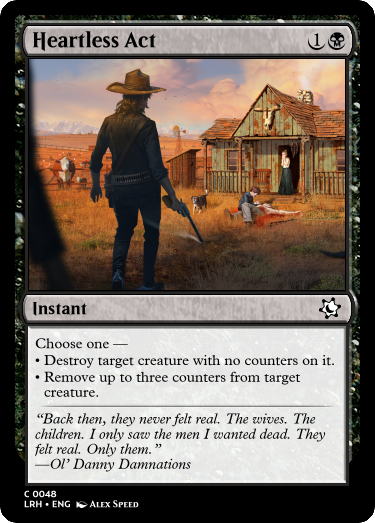 Heartless Act 1
Instant
Choose one —
• Destroy target creature with no counters on it.
• Remove up to three counters from target
creature.
“Back then, they never felt real. The wives. The
children. I only saw the men I wanted dead. They
felt real. Only them.”
—Ol’ Danny Damnations
C 0048
LRH • ENG Alex Speed